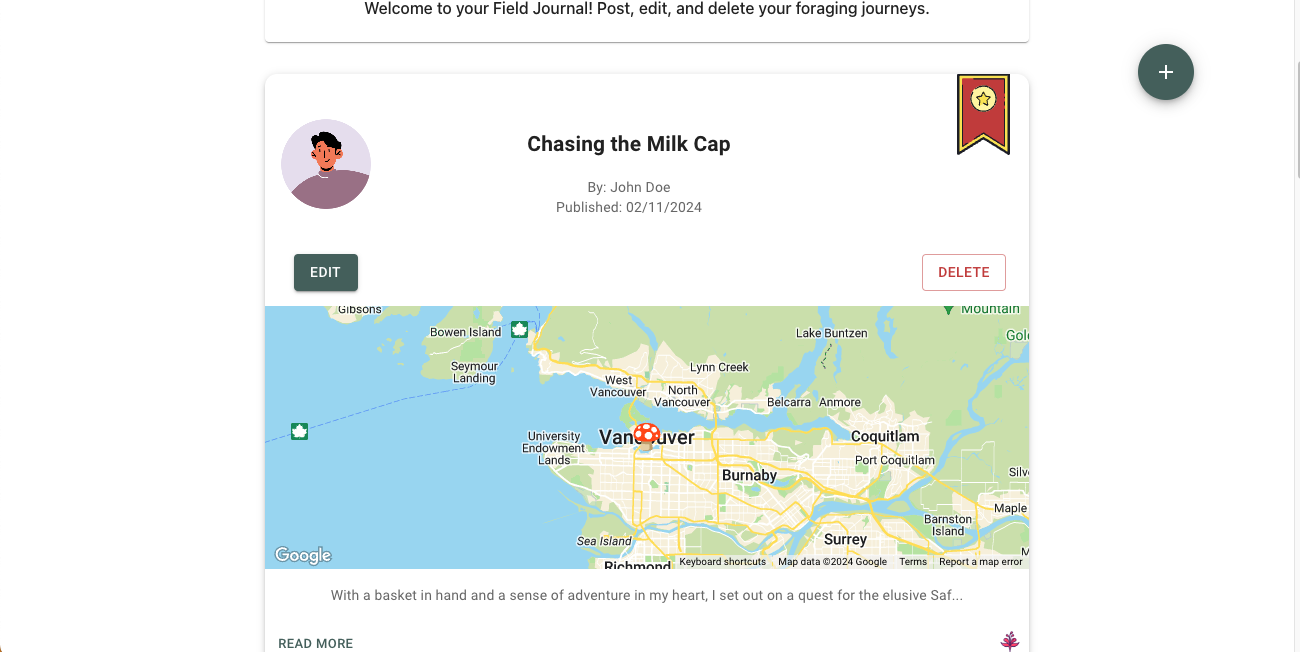 Welcome to your Field Journal! Post, edit, and delete your foraging journeys.
+
Chasing the Milk Cap
By: John Doe
Published: 02/11/2024
EDIT
DELETE
Gibsons
Mountain
Bowen Island
Lake Buntzen
Gol
Seymour
Landing
Lynn Creek
West
Vancouver
North
Vancouver
Belcarra
Anmore
University
Endowment
Lands
Coquitlam
Port Coquitlam
Burnaby
Silv
Maple
Barnston
Island
Sea Island
Surrey
M
Richmond
Google
Keyboard shortcuts
Map data ©2024 Google
Terms
Report a map error
With a basket in hand and a sense of adventure in my heart, I set out on a quest for the elusive Saf...
READ MORE